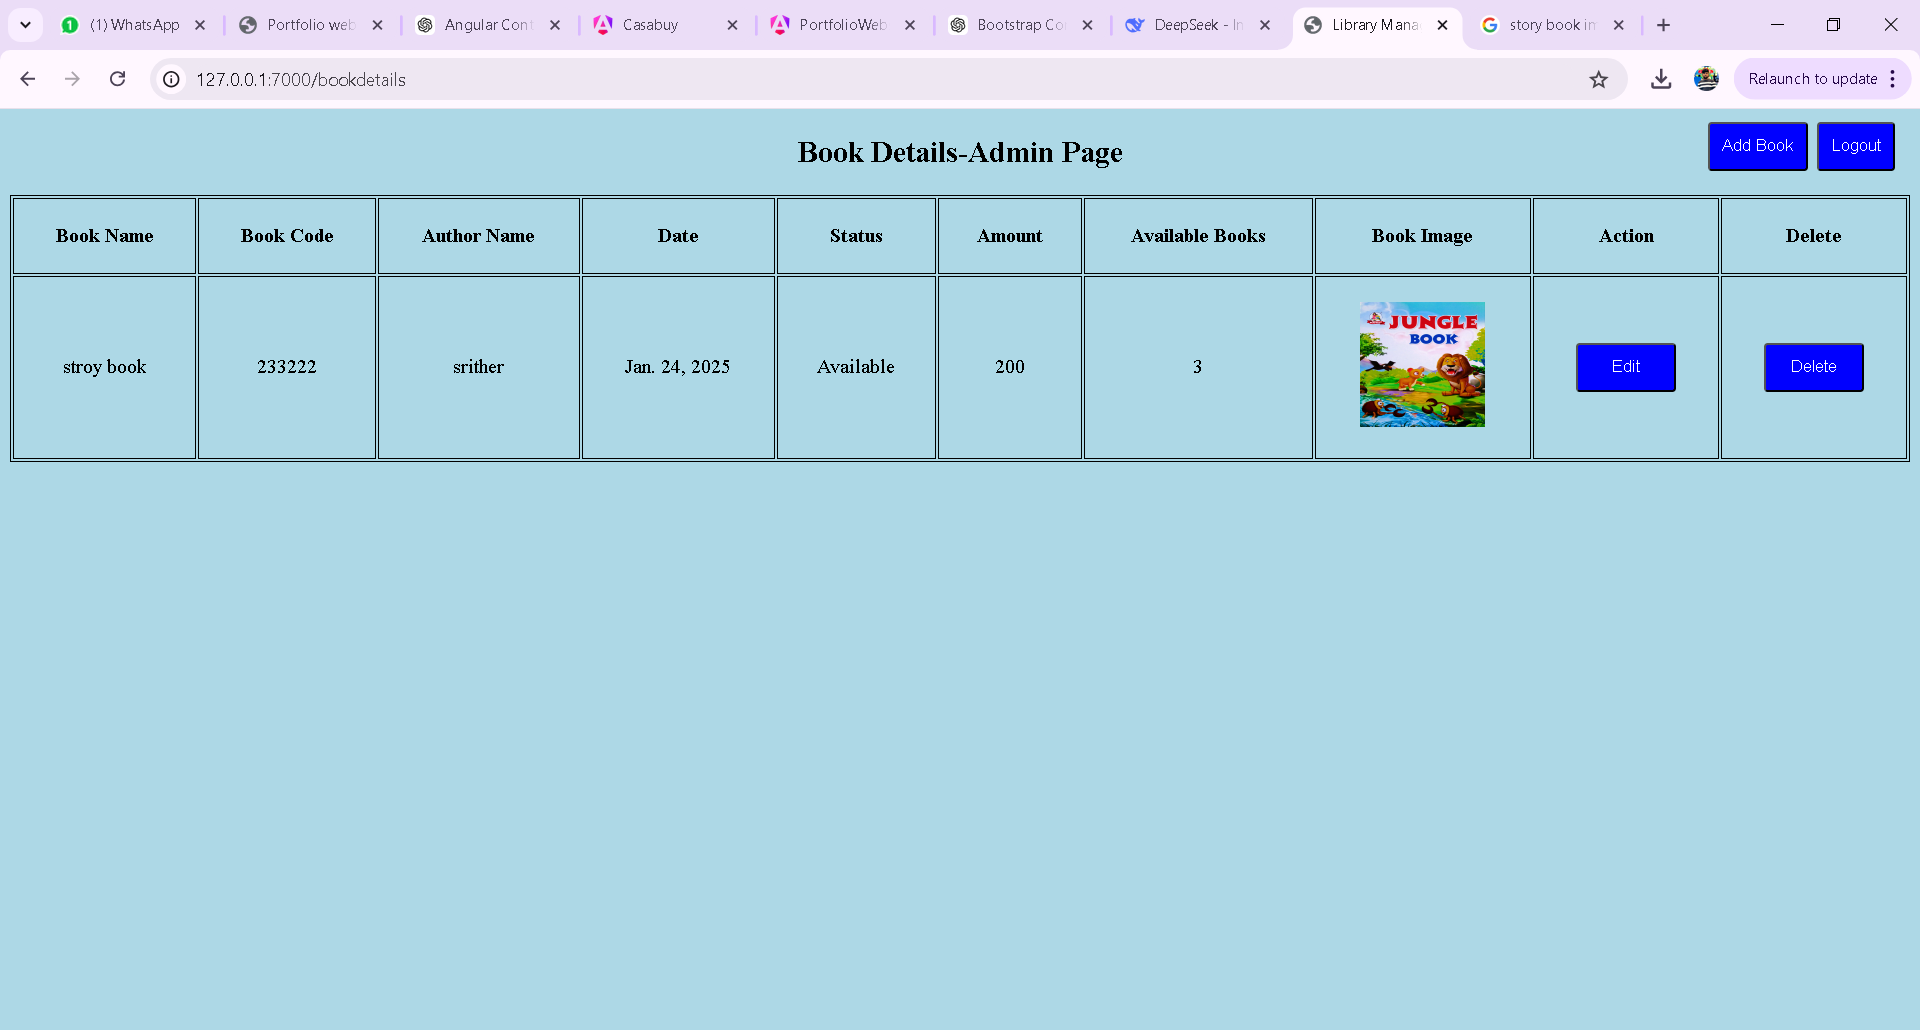 (1) WhatsApp
Portfolio web
Angular Cont
Casabuy
PortfolioWeb
Bootstrap Co
DeepSeek - In
Library Mana
story book in
127.0.0.1:7000/bookdetails
Relaunch to update
Book Details-Admin Page
Add Book
Logout
Book Name Book Code Author Name Date Status Amount Available Books Book Image Action Delete
stroy book 233222 srither Jan. 24, 2025 Available 200 3 Edit Delete
JUNGLE
BOOK